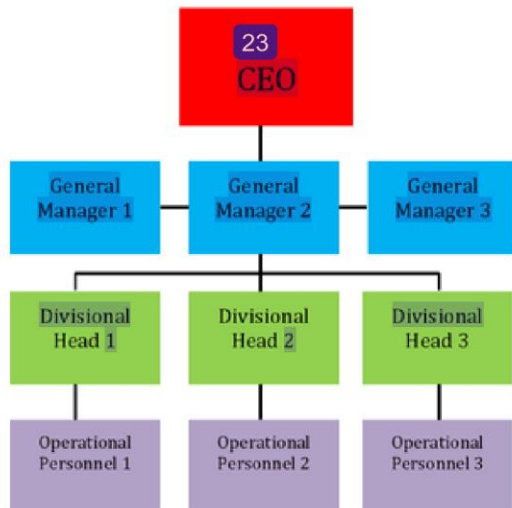 23
CEO
General
Manager 1
General
Manager 2
General
Manager 3
Divisional
Head 1
Divisional
Head 2
Divisional
Head 3
Operational
Personnel 1
Operational
Personnel 2
Operational
Personnel 3